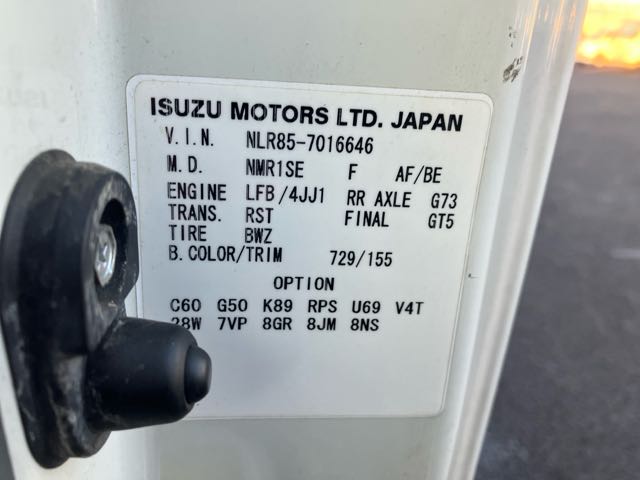 ISUZU MOTORS LTD. JAPAN
V.I.N. NLR85-7016646
M.D. NMR1SE F AF/BE
ENGINE LFB/4JJ1 RR AXLE G73
TRANS. RST FINAL GT5
TIRE BWZ
B.COLOR/TRIM 729/155
OPTION
C60 G50 K89 RPS U69 V4T
7VP 8GR 8JM 8NS